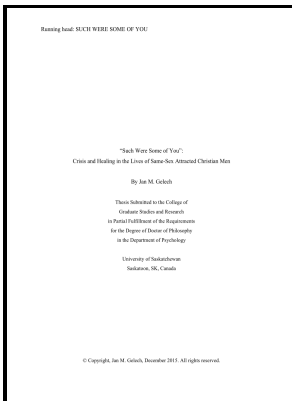 Running head: SUCH WERE SOME OF YOU
“Such Were Some of You”:
Crisis and Healing in the Lives of Same-Sex Attracted Christian Men
By Jan M. Gelech
Thesis Submitted to the College of
Graduate Studies and Research
in Partial Fulfillment of the Requirements
for the Degree of Doctor of Philosophy
in the Department of Psychology
University of Saskatchewan
Saskatoon, SK, Canada
© Copyright, Jan M. Gelech, December 2015. All rights reserved.